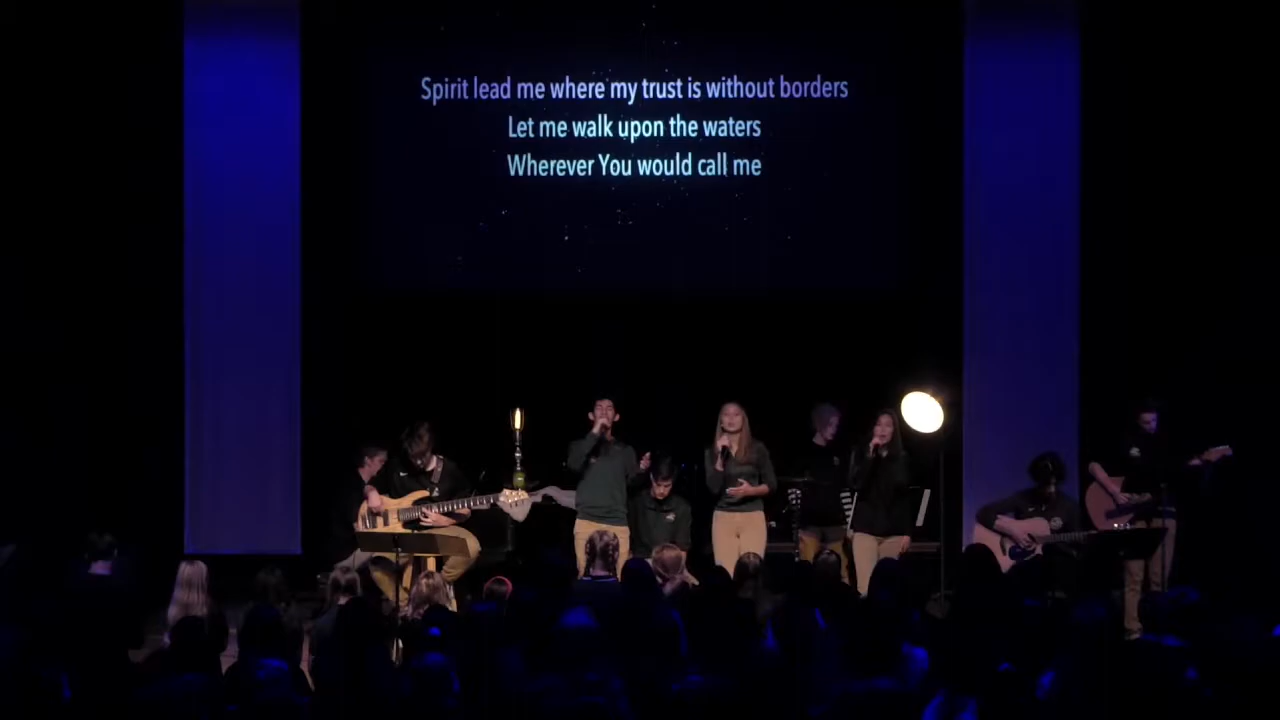 Spirit lead me where my trust is without borders
Let me walk upon the waters
Wherever You would call me